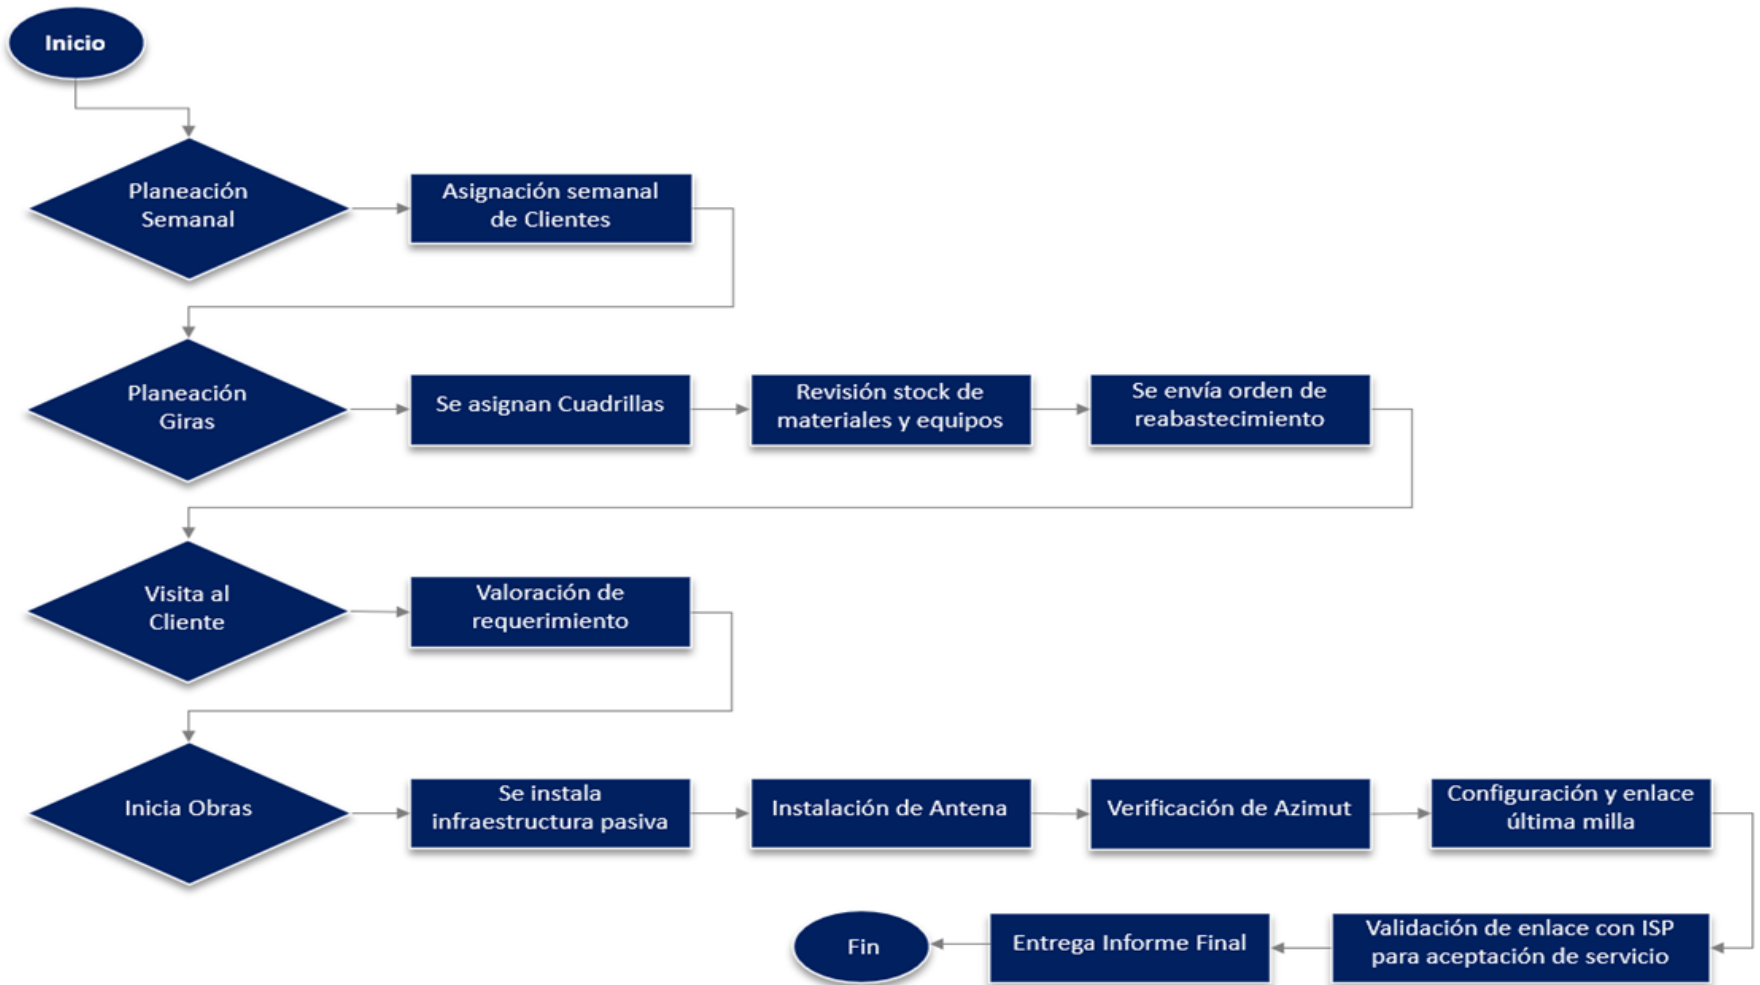 Inicio
Planeación
Semanal
Asignación semanal
de Clientes
Planeación
Giras
Se asignan Cuadrillas
Revisión stock de
materiales y equipos
Se envía orden de
reabastecimiento
Visita al
Cliente
Valoración de
requerimiento
Inicia Obras
Se instala
infraestructura pasiva
Instalación de Antena
Verificación de Azimut
Configuración y enlace
última milla
Validación de enlace con ISP
para aceptación de servicio
Entrega Informe Final
Fin